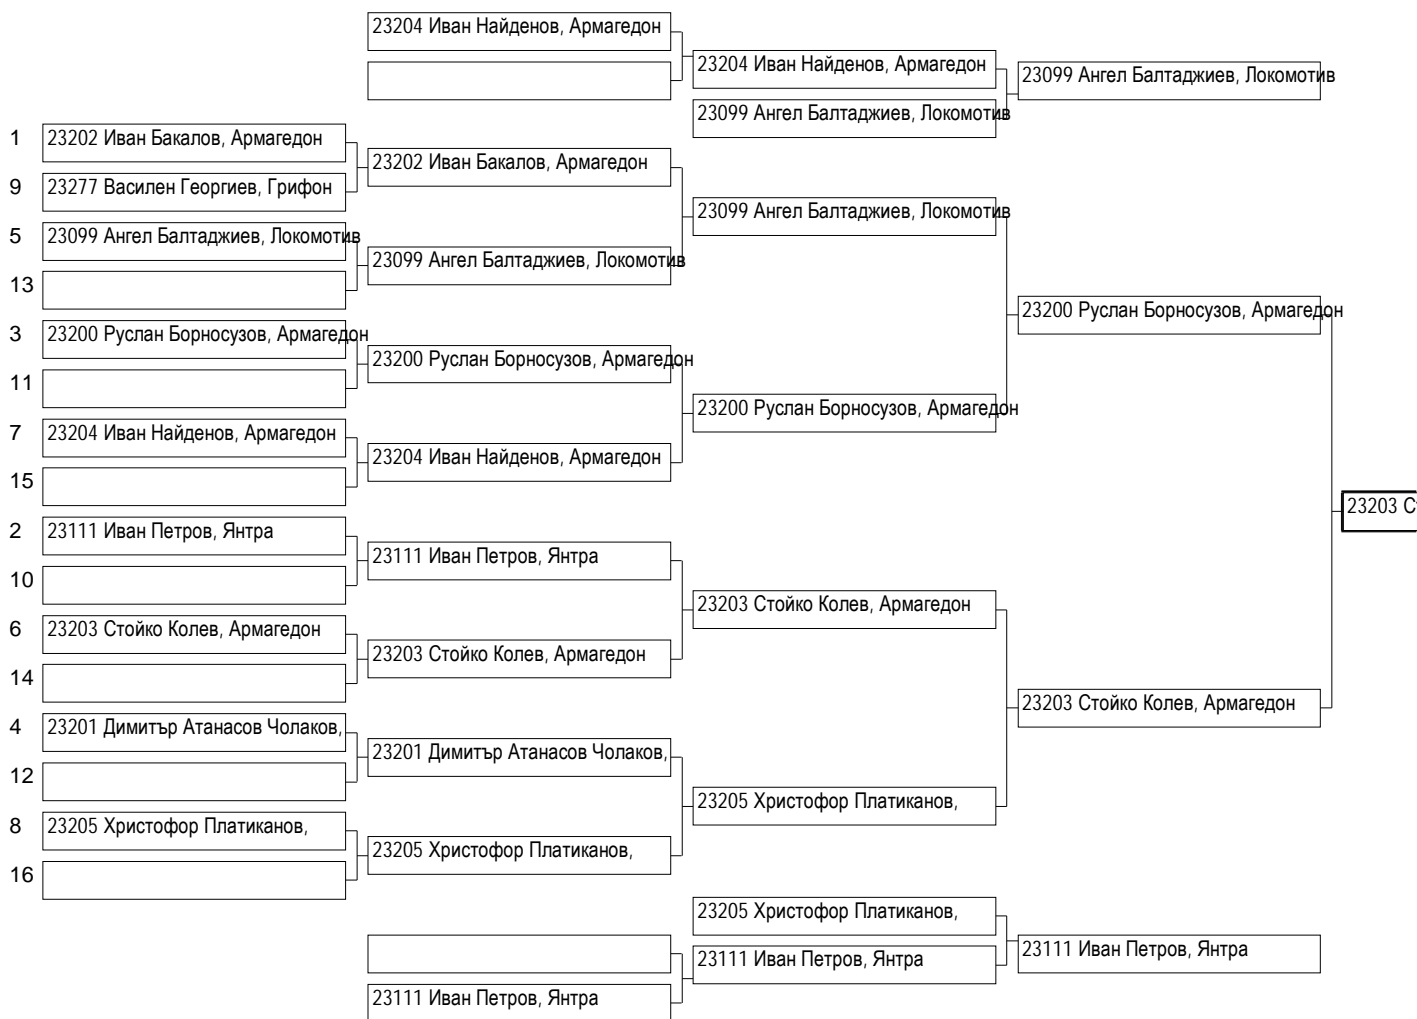 23204 Иван Найденов, Армагедон
23204 Иван Найденов, Армагедон
23099 Ангел Балтаджиев, Локомотив
23099 Ангел Балтаджиев, Локомотив
1 23202 Иван Бакалов, Армагедон
23202 Иван Бакалов, Армагедон
9 23277 Василен Георгиев, Грифон
23099 Ангел Балтаджиев, Локомотив
5 23099 Ангел Балтаджиев, Локомотив
23099 Ангел Балтаджиев, Локомотив
13
23200 Руслан Борносузов, Армагедон
3 23200 Руслан Борносузов, Армагедон
23200 Руслан Борносузов, Армагедон
11
23200 Руслан Борносузов, Армагедон
7 23204 Иван Найденов, Армагедон
23204 Иван Найденов, Армагедон
15
23203 Ст
2 23111 Иван Петров, Янтра
23111 Иван Петров, Янтра
10
23203 Стойко Колев, Армагедон
6 23203 Стойко Колев, Армагедон
23203 Стойко Колев, Армагедон
14
23203 Стойко Колев, Армагедон
4 23201 Димитър Атанасов Чолаков,
23201 Димитър Атанасов Чолаков,
12
23205 Христофор Платиканов,
8 23205 Христофор Платиканов,
23205 Христофор Платиканов,
16
23205 Христофор Платиканов,
23111 Иван Петров, Янтра
23111 Иван Петров, Янтра
23111 Иван Петров, Янтра